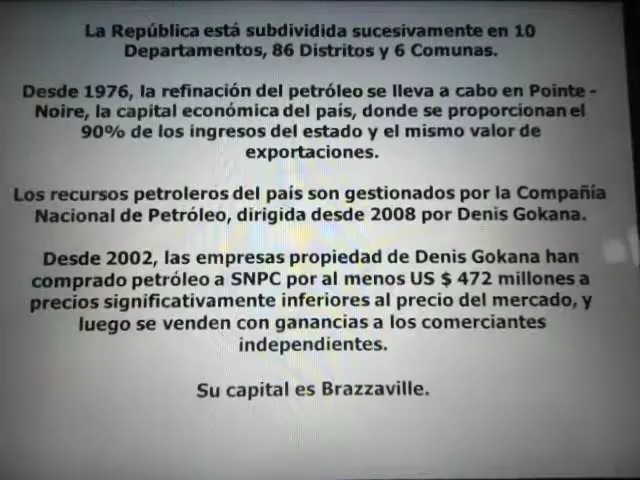 La República está subdividida sucesivamente en 10
Departamentos, 86 Distritos y 6 Comunas.
Desde 1976, la refinación del petróleo se lleva a cabo en Pointe -
Noire, la capital económica del país, donde se proporcionan el
90% de los ingresos del estado y el mismo valor de
exportaciones.
Los recursos petroleros del país son gestionados por la Compañía
Nacional de Petróleo, dirigida desde 2008 por Denis Gokana.
Desde 2002, las empresas propiedad de Denis Gokana han
comprado petróleo a SNPC por al menos US $ 472 millones a
precios significativamente inferiores al precio del mercado, y
luego se venden con ganancias a los comerciantes
independientes.
Su capital es Brazzaville.